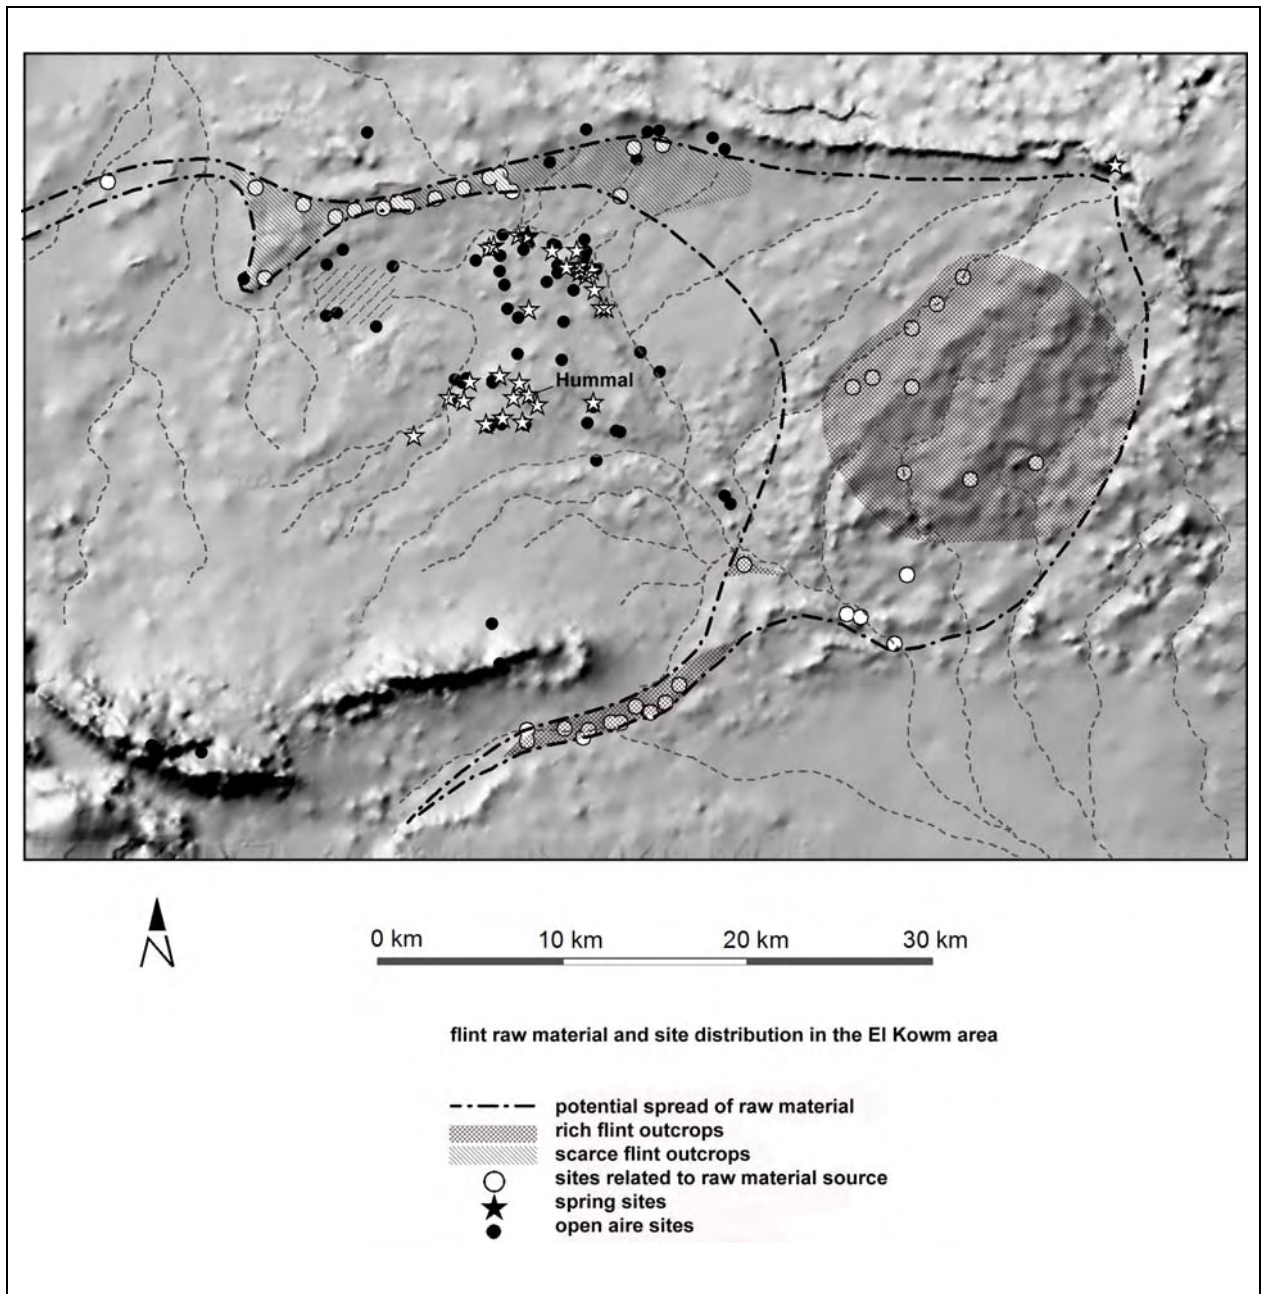 Hummal
N
0 km 10 km 20 km 30 km
flint raw material and site distribution in the El Kowm area
potential spread of raw material
rich flint outcrops
scarce flint outcrops
sites related to raw material source
spring sites
open aire sites